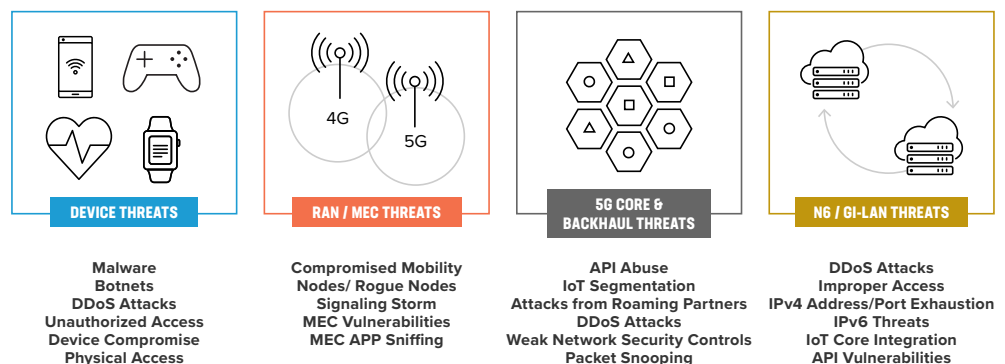 4G
5G
DEVICE THREATS
Malware
Botnets
DDoS Attacks
Unauthorized Access
Device Compromise
Physical Access
RAN / MEC THREATS
Compromised Mobility
Nodes/ Rogue Nodes
Signaling Storm
MEC Vulnerabilities
MEC APP Sniffing
5G CORE &
BACKHAUL THREATS
API Abuse
IoT Segmentation
Attacks from Roaming Partners
DDoS Attacks
Weak Network Security Controls
Packet Snooping
N6 / GI-LAN THREATS
DDoS Attacks
Improper Access
IPv4 Address/Port Exhaustion
IPv6 Threats
IoT Core Integration
API Vulnerabilities